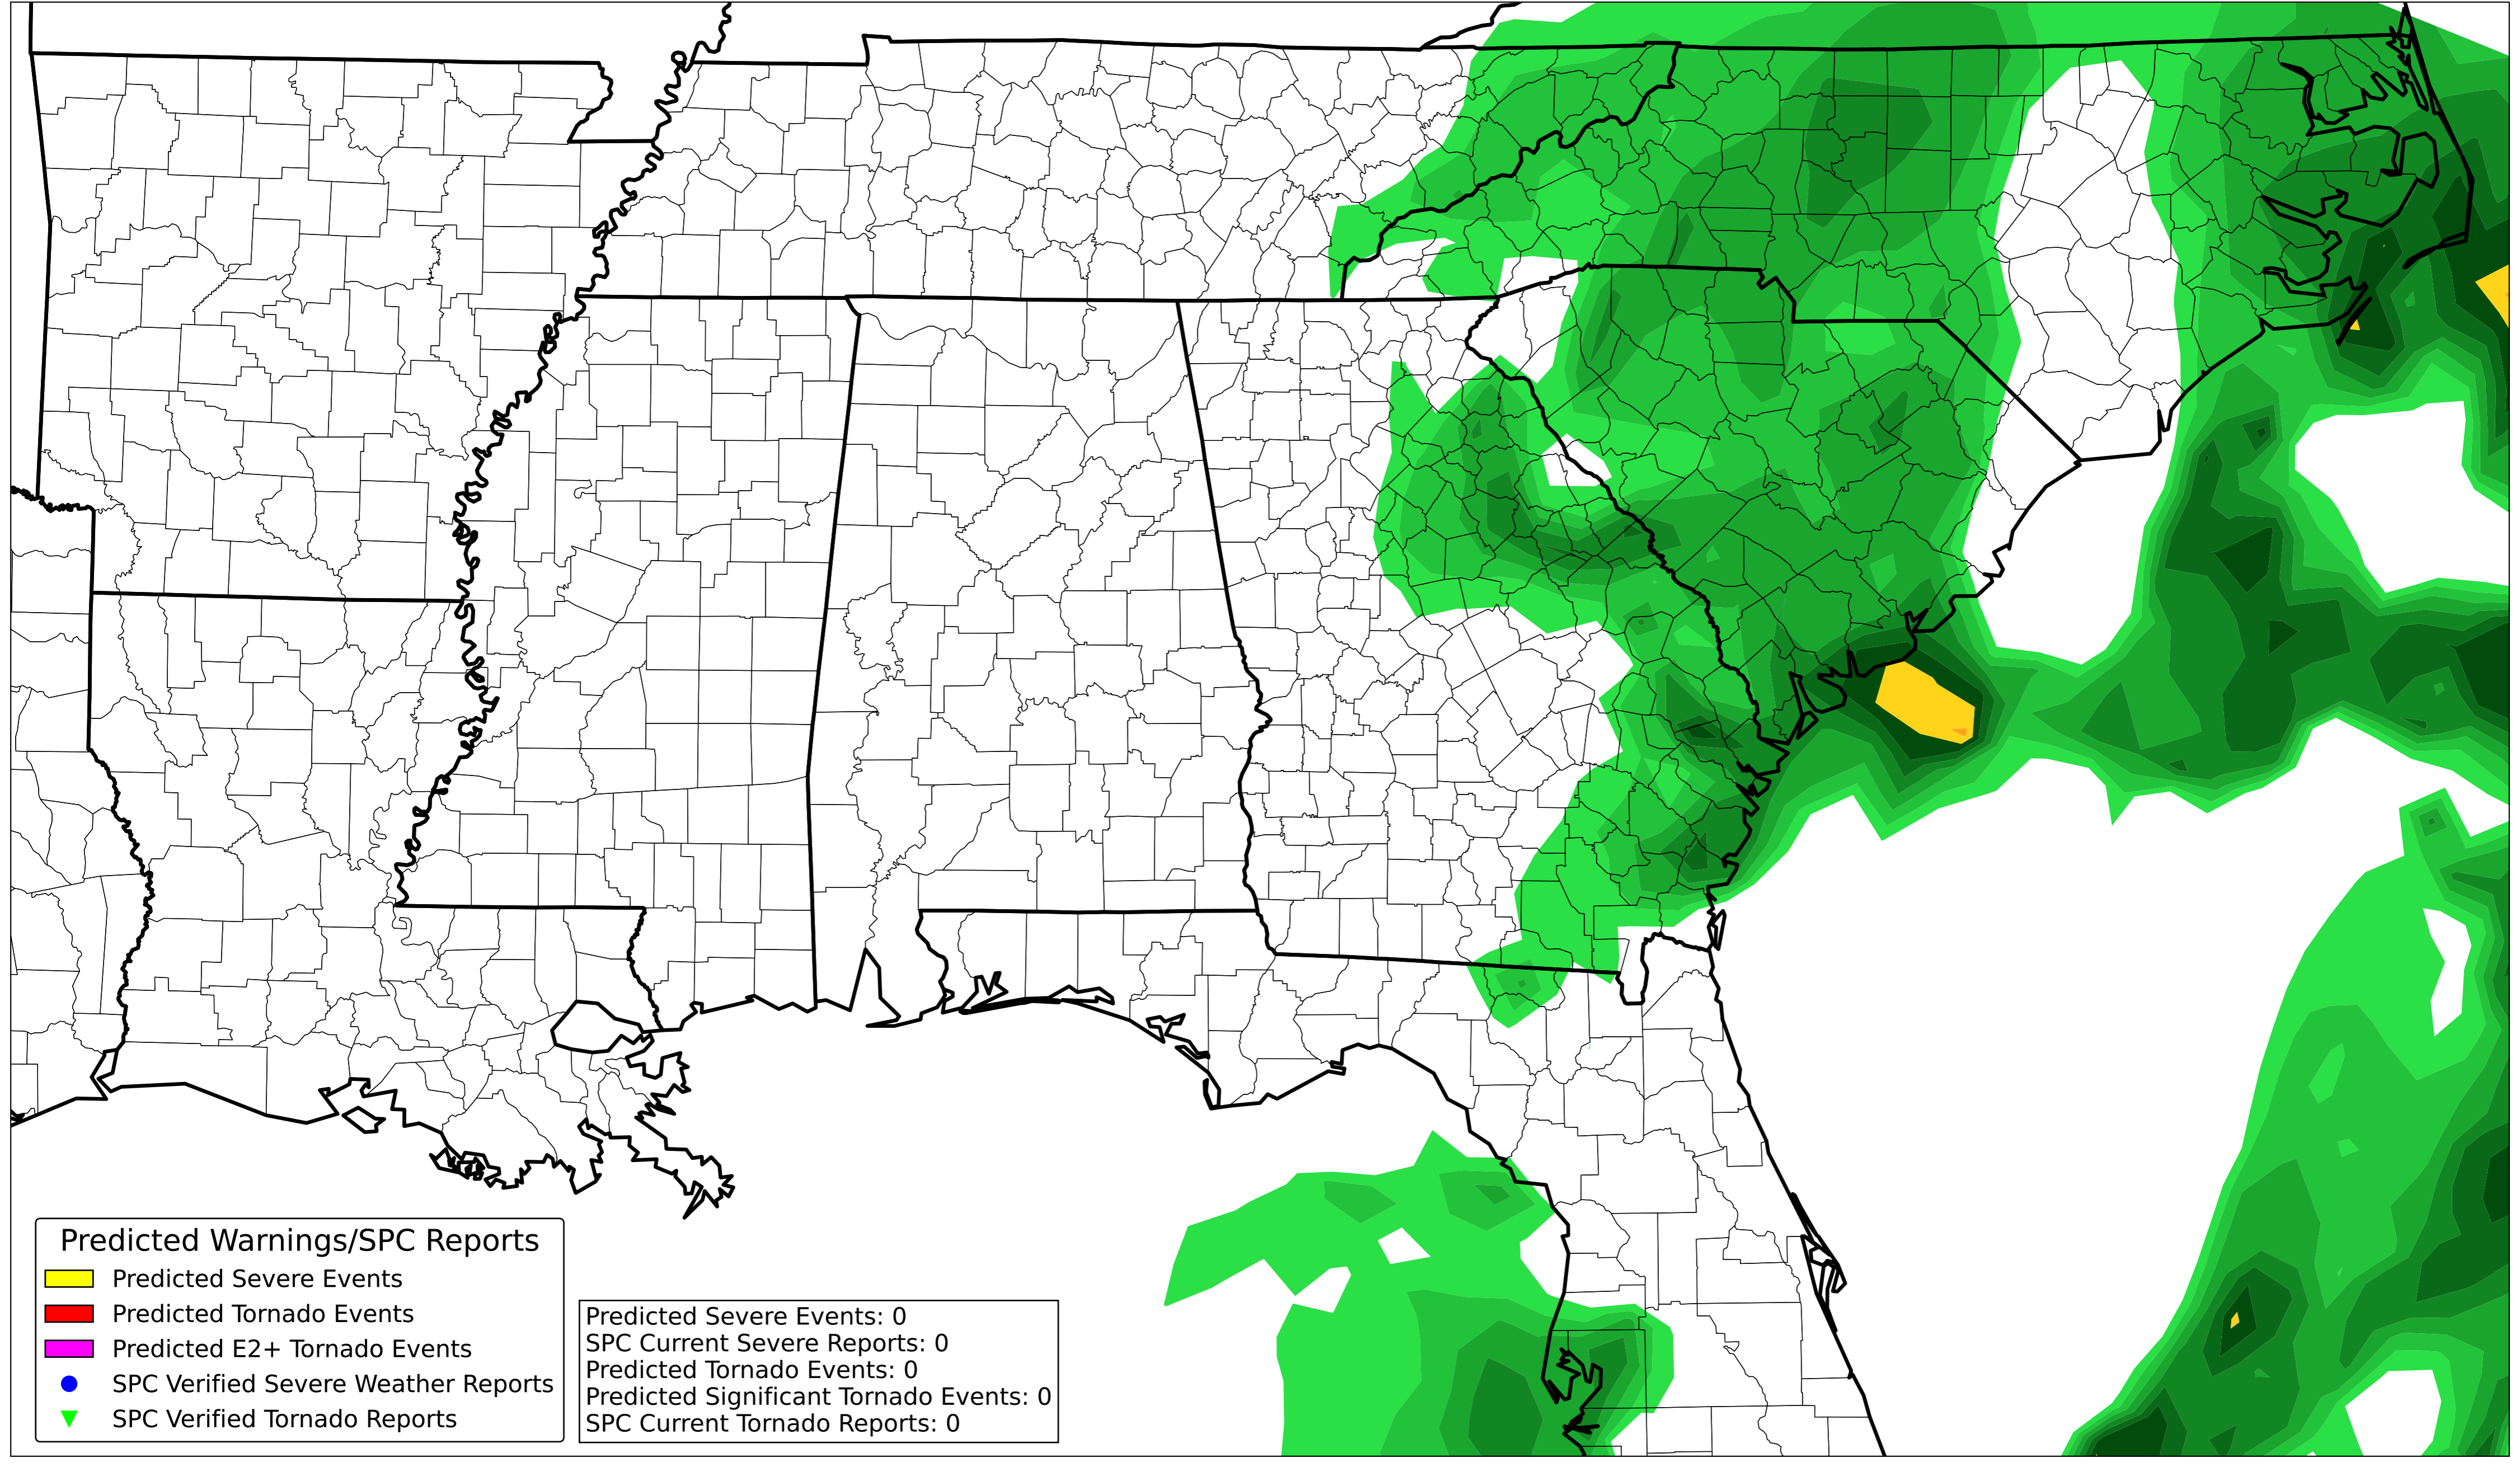 Predicted Warnings/SPC Reports
Predicted Severe Events
Predicted Tornado Events
Predicted E2+ Tornado Events
SPC Verified Severe Weather Reports
SPC Verified Tornado Reports
Predicted Severe Events: 0
SPC Current Severe Reports: 0
Predicted Tornado Events: 0
Predicted Significant Tornado Events: 0
SPC Current Tornado Reports: 0